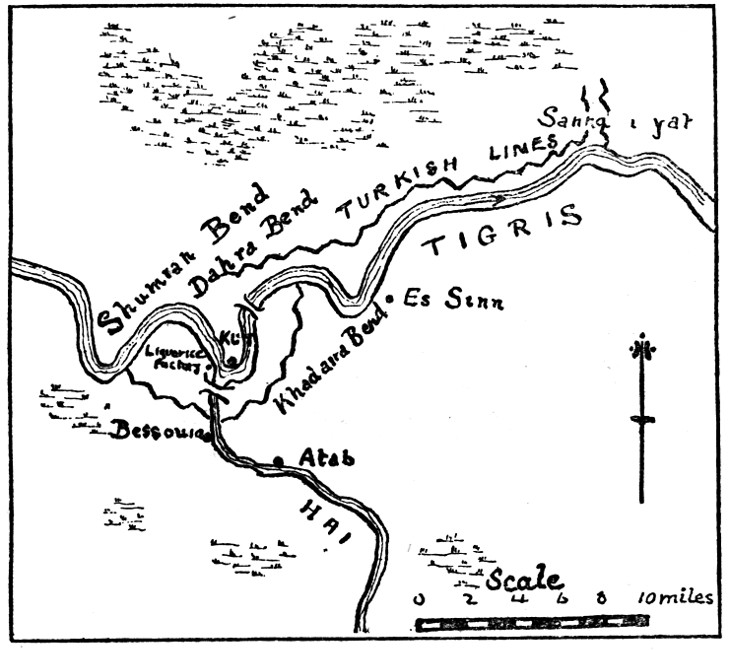 Sanna i yat
TURKISH LINES
Shumran Bend
Dahra Bend
TIGRIS
Es Sinn
Kut
Liquorice
Factory
Khadaira Bend
Bessouia
Atab
HAI
Scale
0 2 4 6 8 10 miles